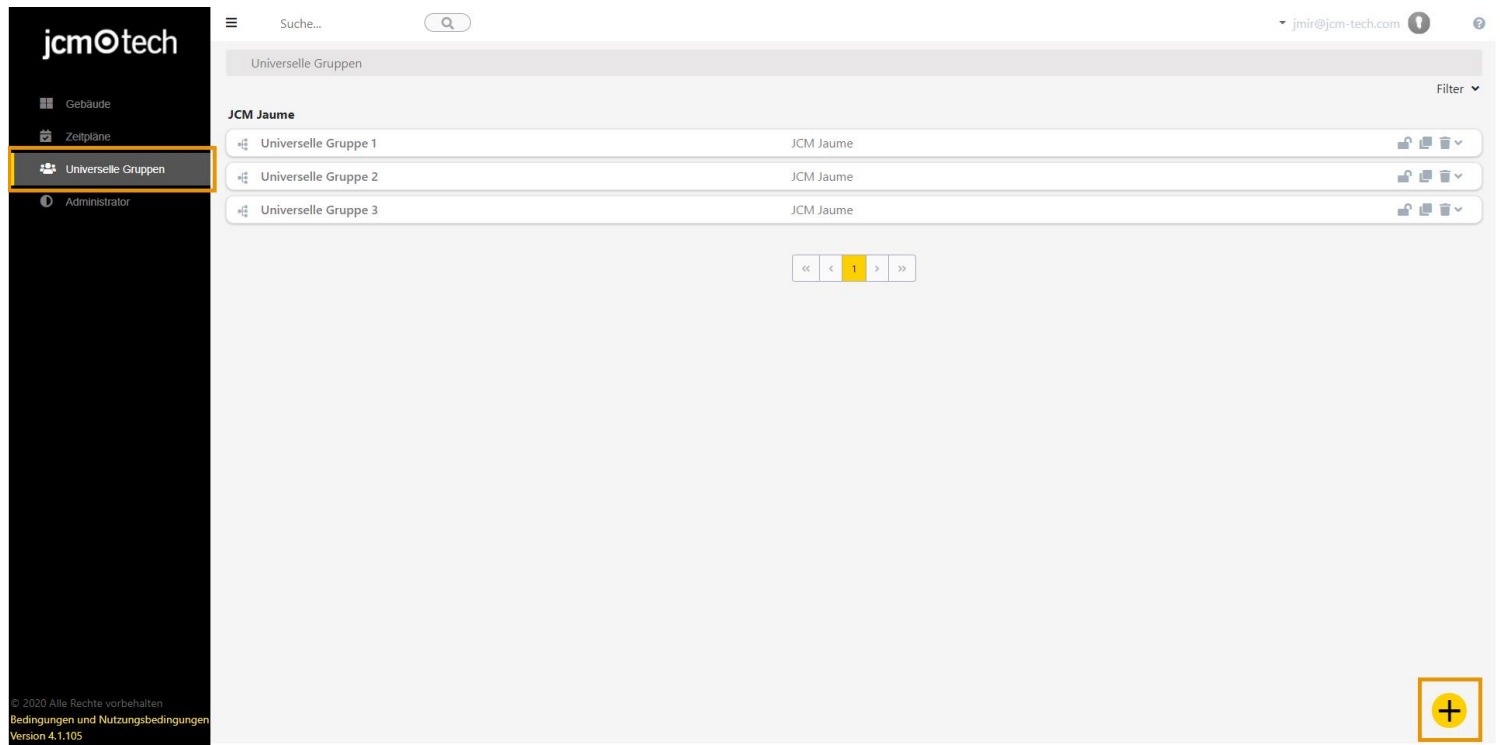 jcm tech
Suche...
jmir@jcm-tech.com
Universelle Gruppen
Filter
Gebäude
Zeitpläne
Universelle Gruppen
Administrator
JCM Jaume
Universelle Gruppe 1 JCM Jaume
Universelle Gruppe 2 JCM Jaume
Universelle Gruppe 3 JCM Jaume
« < 1 > »
© 2020 Alle Rechte vorbehalten
Bedingungen und Nutzungsbedingungen
Version 4.1.105